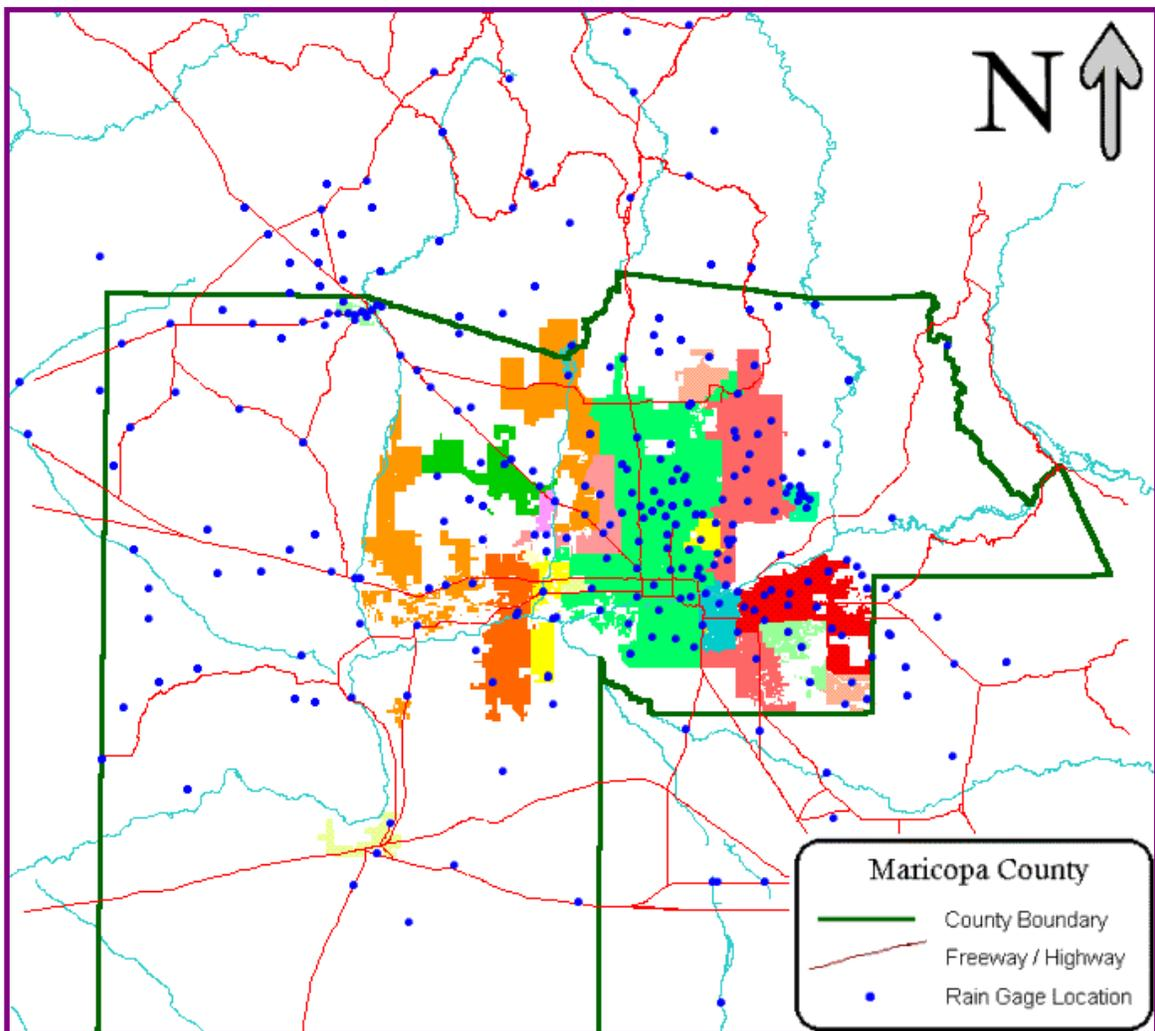 N
Maricopa County
County Boundary
Freeway / Highway
Rain Gage Location